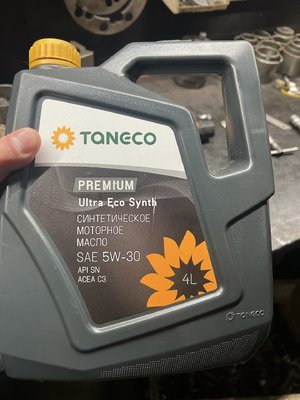 TANECO
PREMIUM
Ultra Eco Synth
СИНТЕТИЧЕСКОЕ
МОТОРНОЕ
МАСЛО
SAE 5W-30
API SN
ACEA C3
4L
TANECO